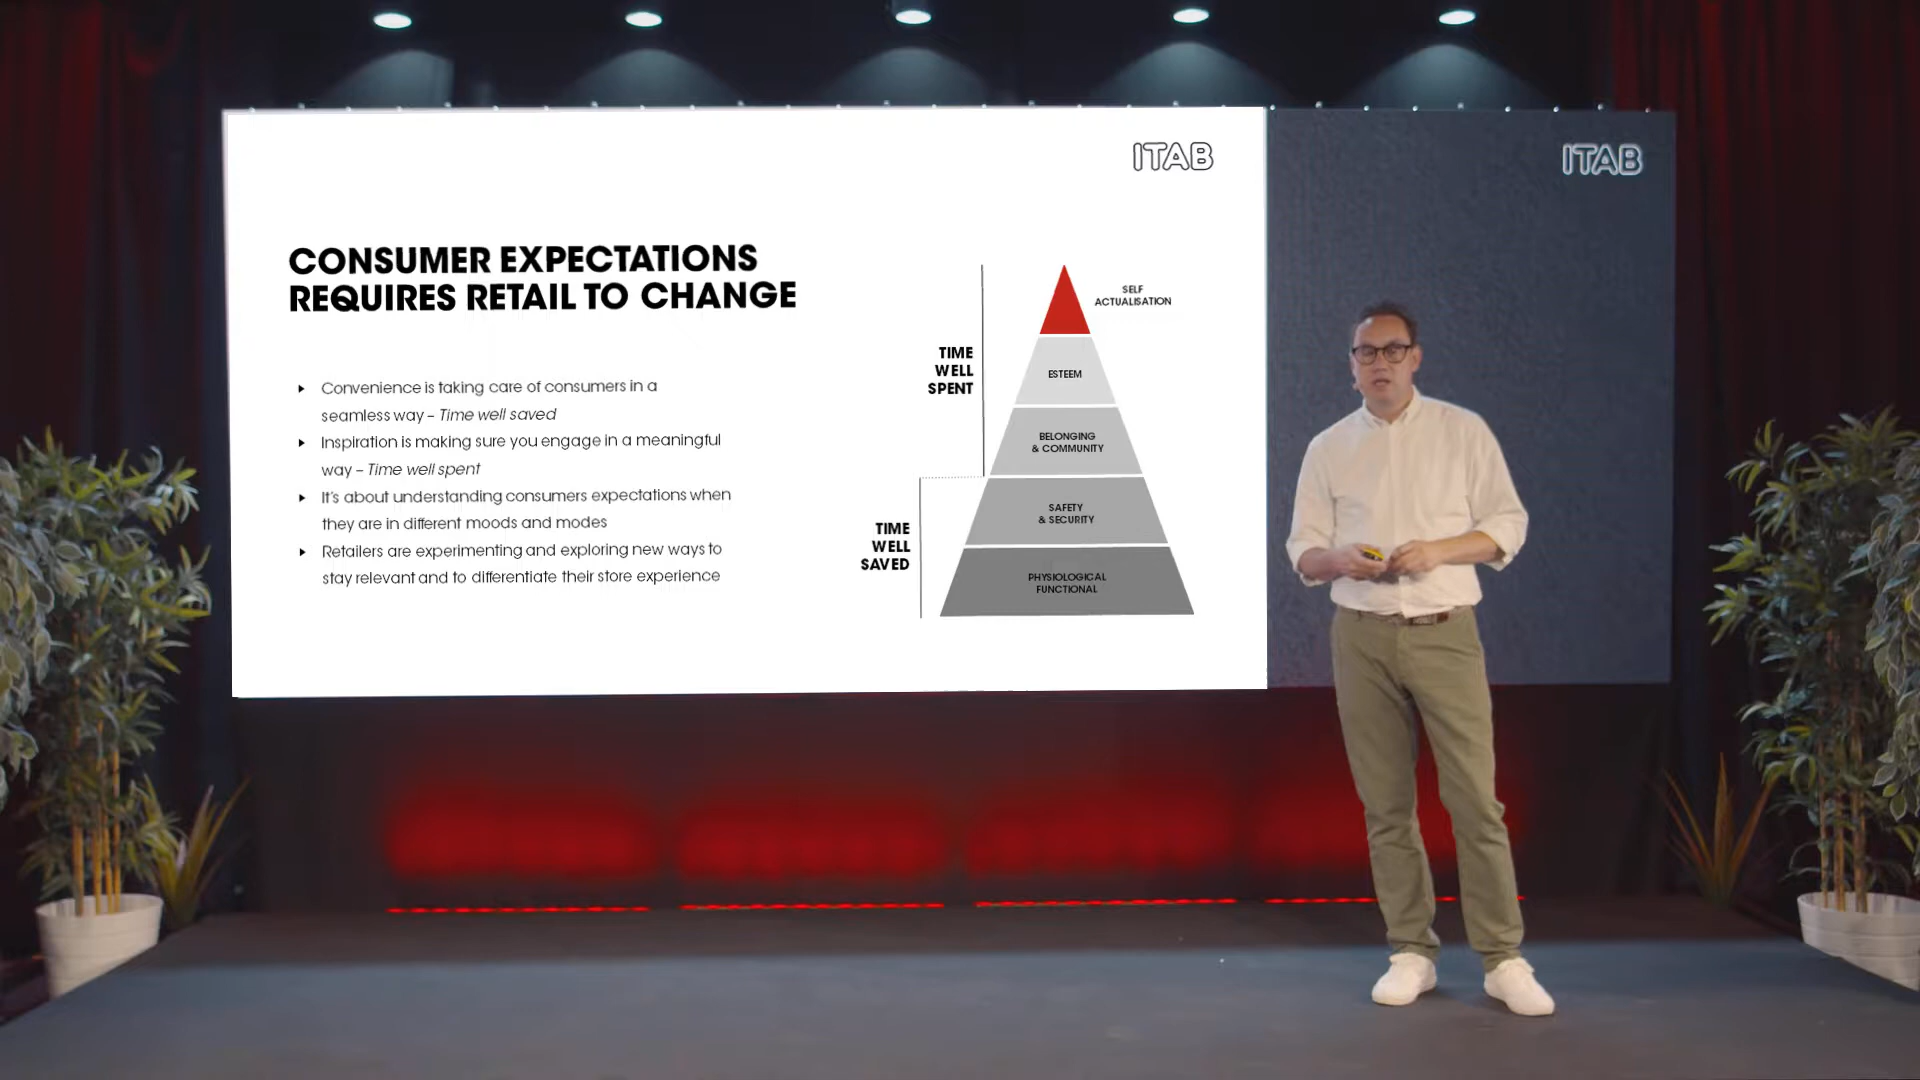 ITAB
ITAB
CONSUMER EXPECTATIONS
REQUIRES RETAIL TO CHANGE
Convenience is taking care of consumers in a
seamless way – Time well saved
Inspiration is making sure you engage in a meaningful
way – Time well spent
It's about understanding consumers expectations when
they are in different moods and modes
Retailers are experimenting and exploring new ways to
stay relevant and to differentiate their store experience
TIME
WELL
SPENT
TIME
WELL
SAVED
SELF
ACTUALISATION
ESTEEM
BELONGING
& COMMUNITY
SAFETY
& SECURITY
PHYSIOLOGICAL
FUNCTIONAL